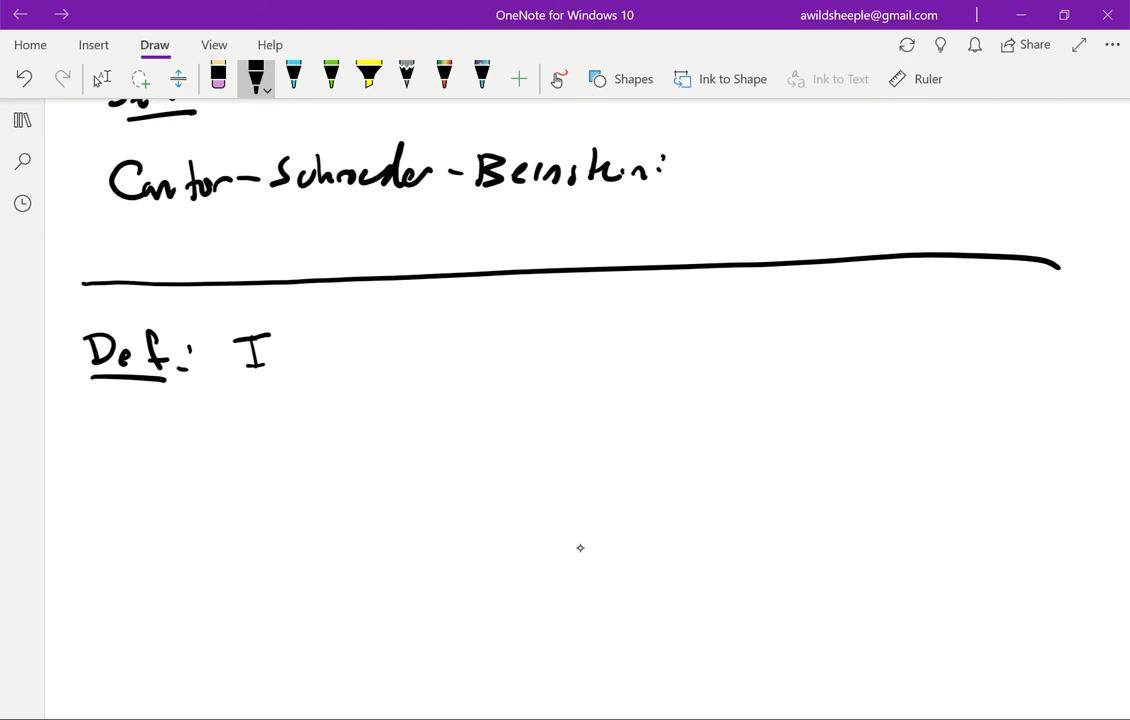 OneNote for Windows 10 awildsheeple@gmail.com
Home Insert Draw View Help Share
Shapes Ink to Shape Ink to Text Ruler
Cantor-Schroeder-Beinstein:
Def: I